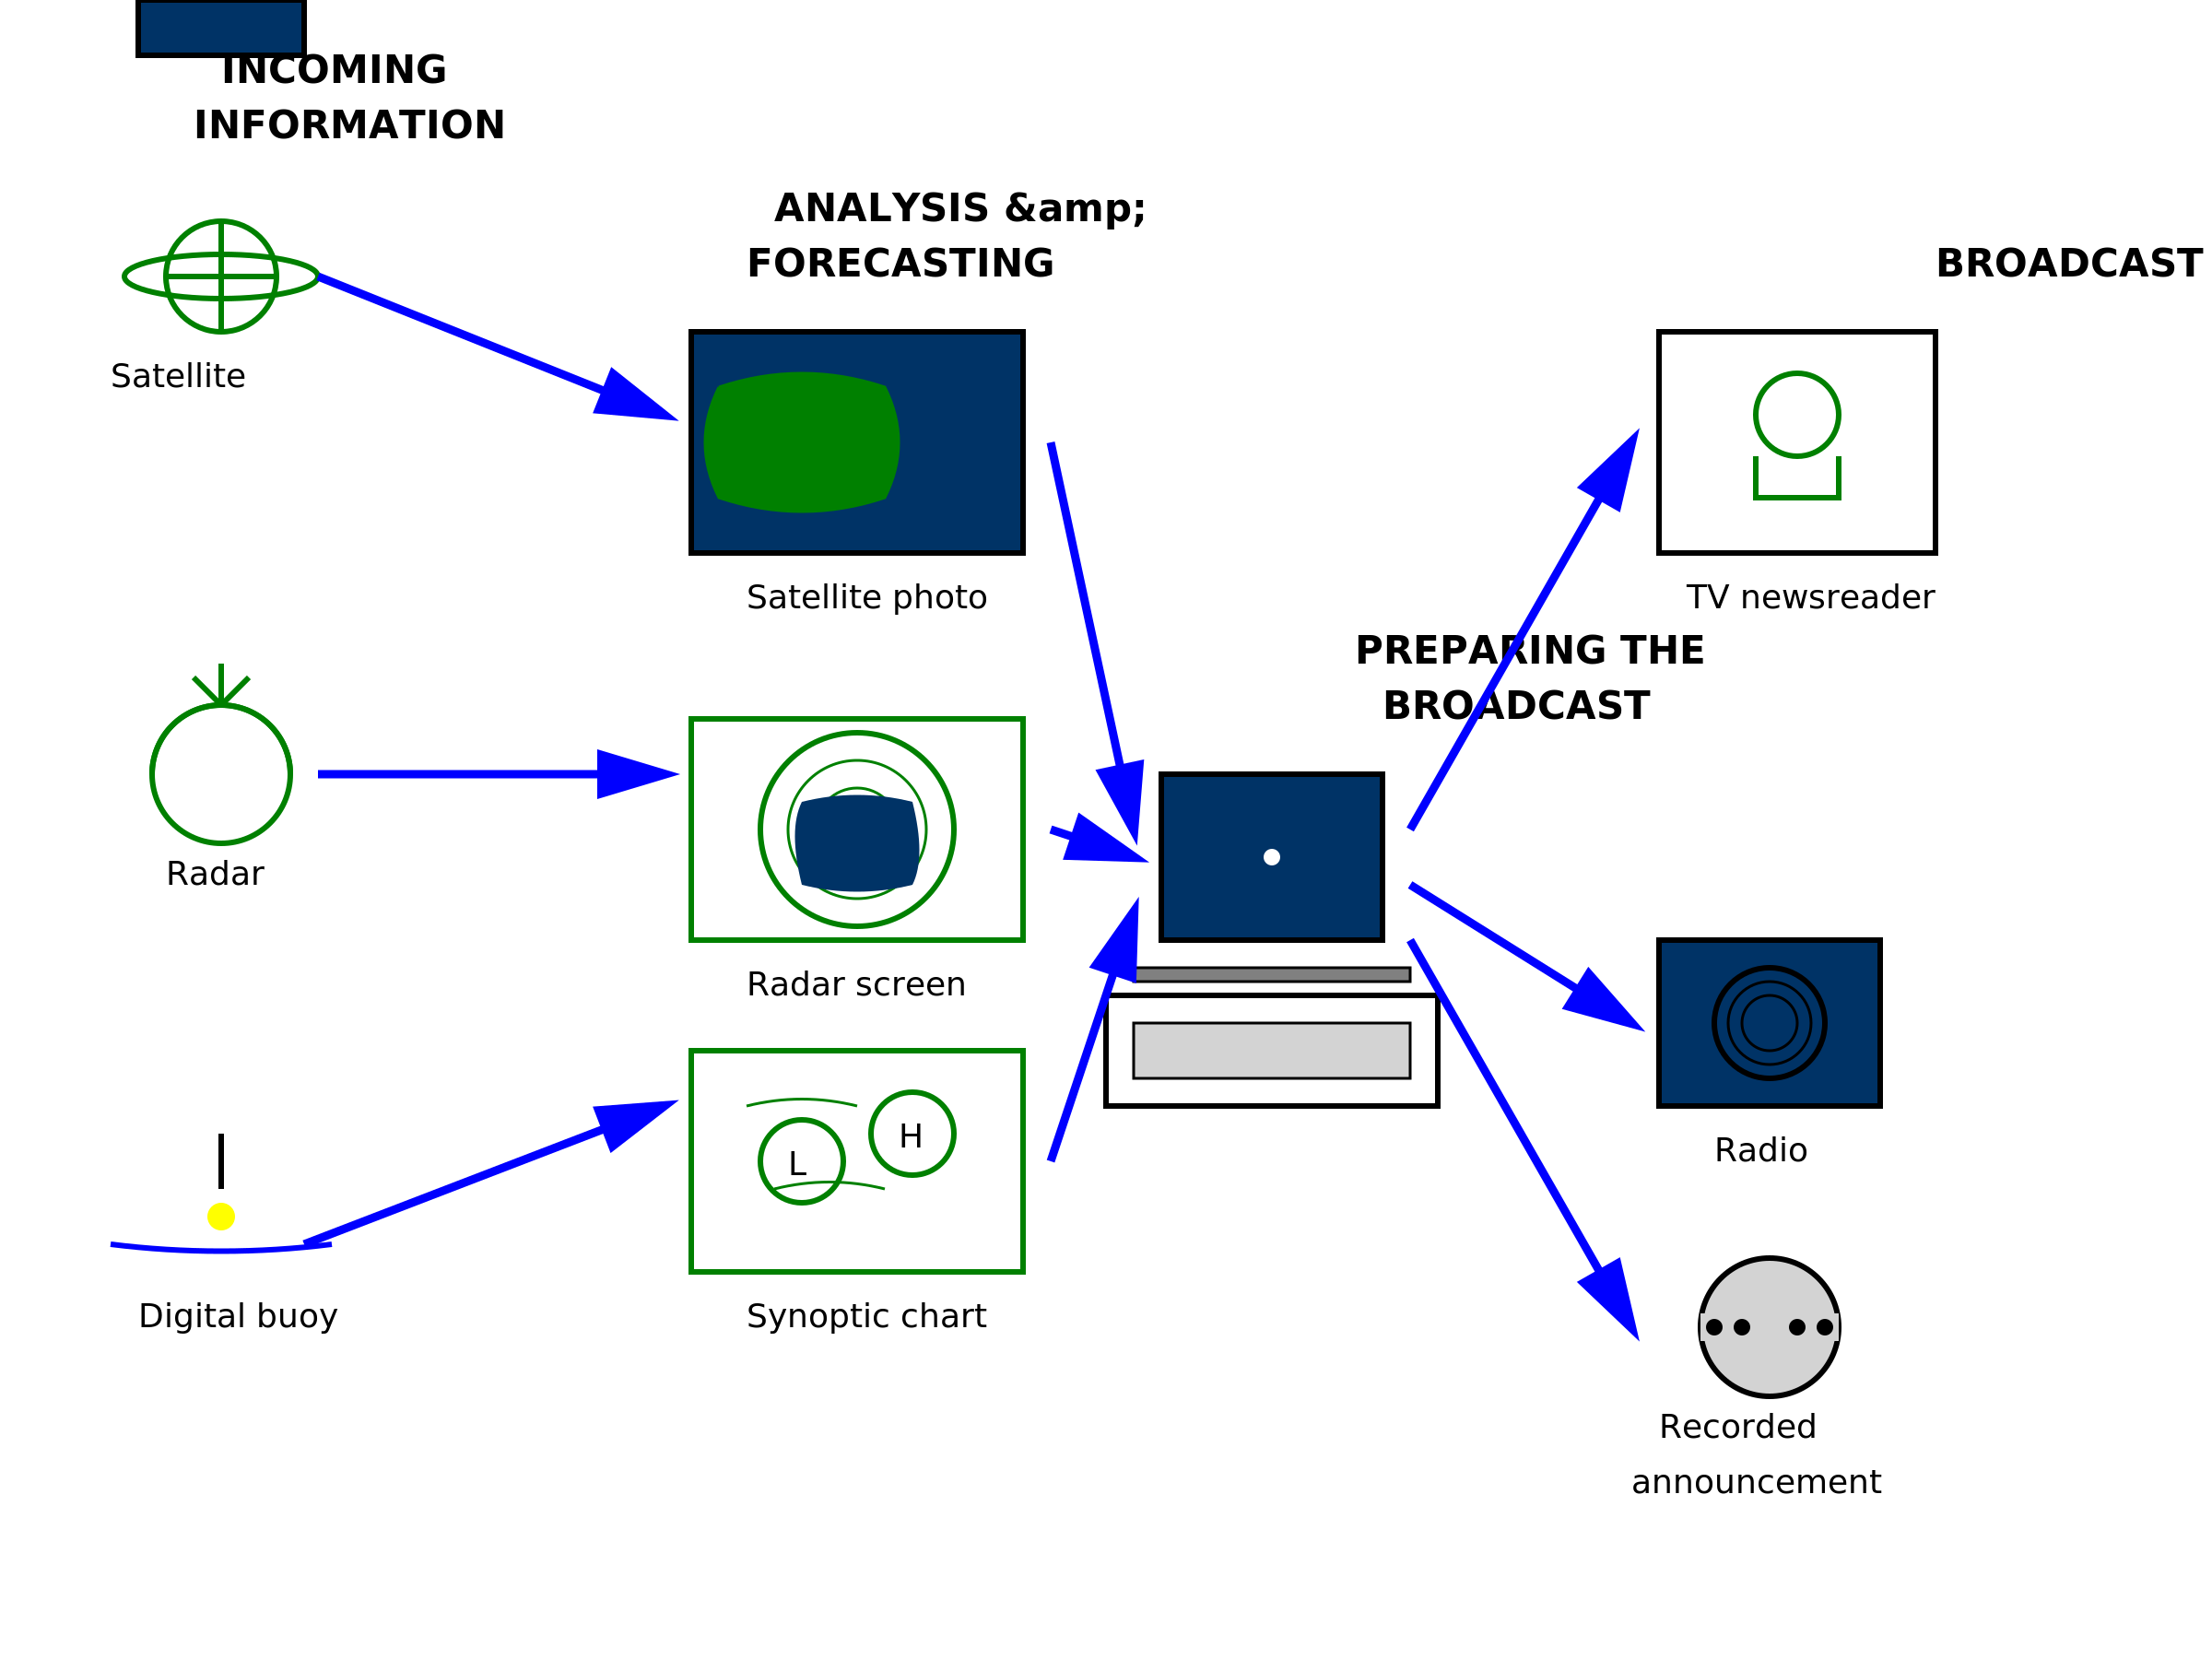 INCOMING
INFORMATION
ANALYSIS &amp;
FORECASTING
BROADCAST
Satellite
Satellite photo
TV newsreader
PREPARING THE
BROADCAST
Radar
Radar screen
L
H
Radio
Digital buoy
Synoptic chart
Recorded
announcement